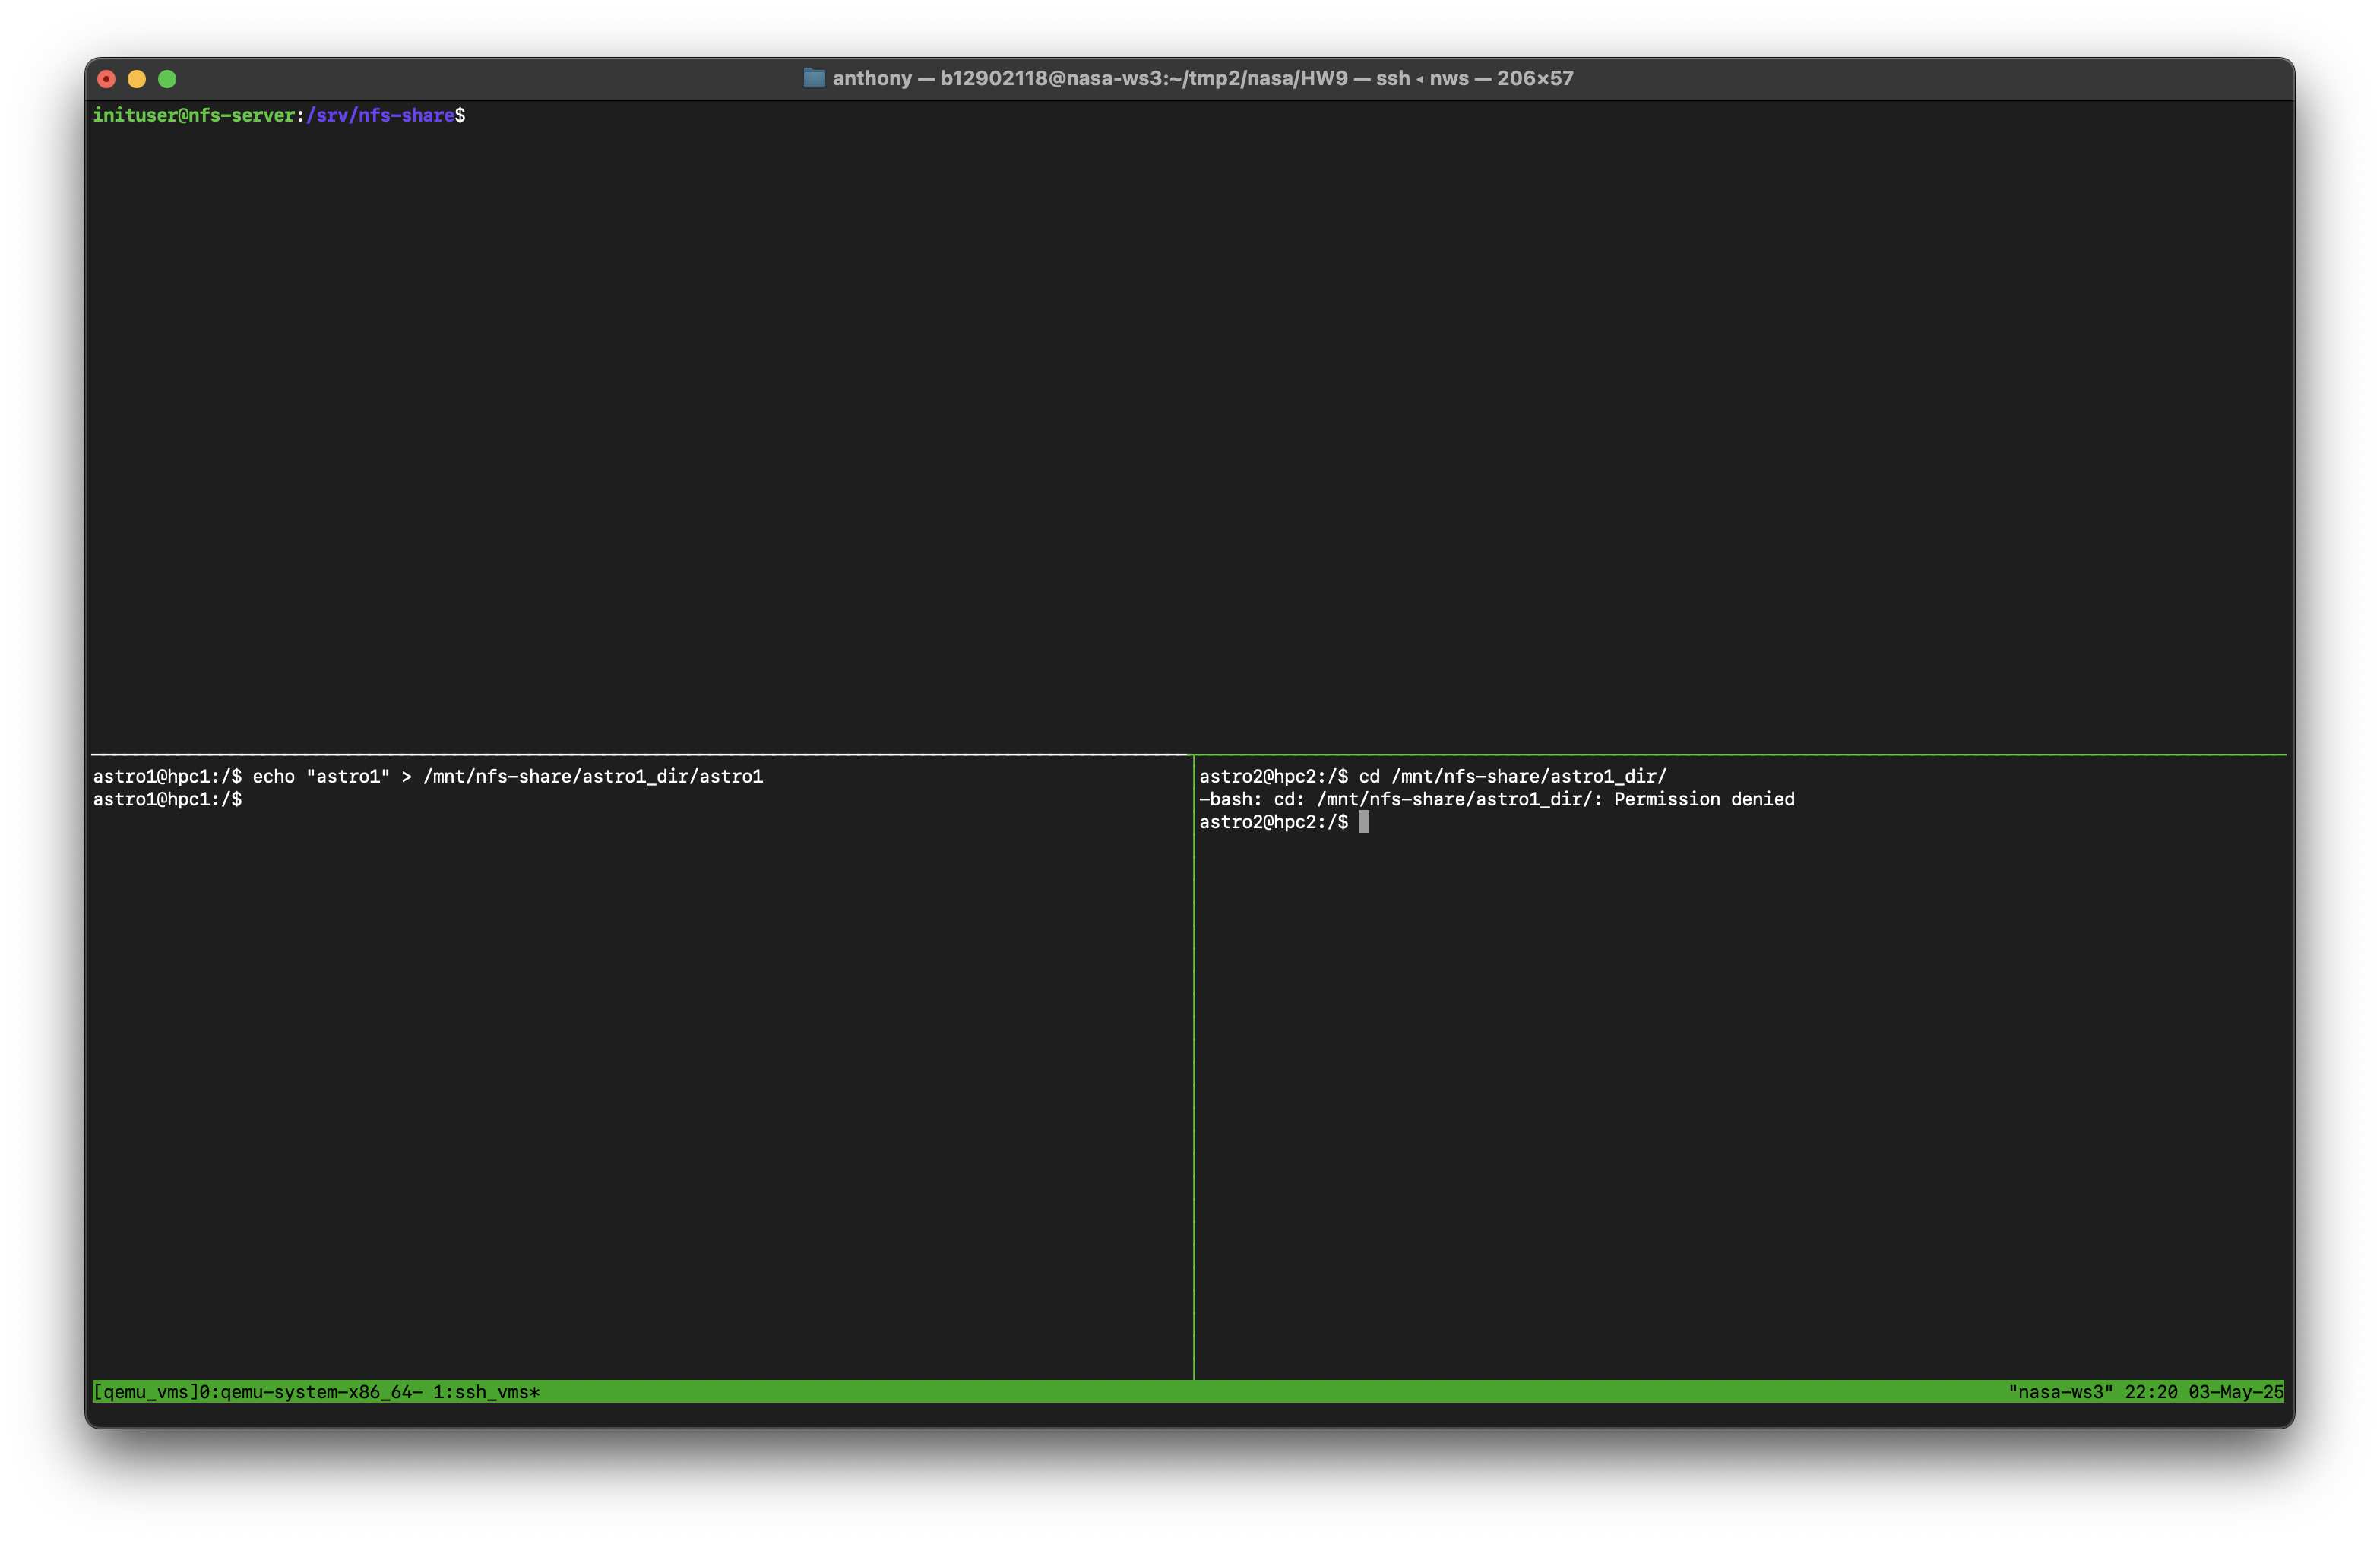 anthony — b12902118@nasa-ws3:~/tmp2/nasa/HW9 — ssh ◂ nws — 206×57
inituser@nfs-server:/srv/nfs-share$
astro1@hpc1:/$ echo "astro1" > /mnt/nfs-share/astro1_dir/astro1
astro1@hpc1:/$
astro2@hpc2:/$ cd /mnt/nfs-share/astro1_dir/
-bash: cd: /mnt/nfs-share/astro1_dir/: Permission denied
astro2@hpc2:/$
[qemu_vms]0:qemu-system-x86_64- 1:ssh_vms* "nasa-ws3" 22:20 03-May-25